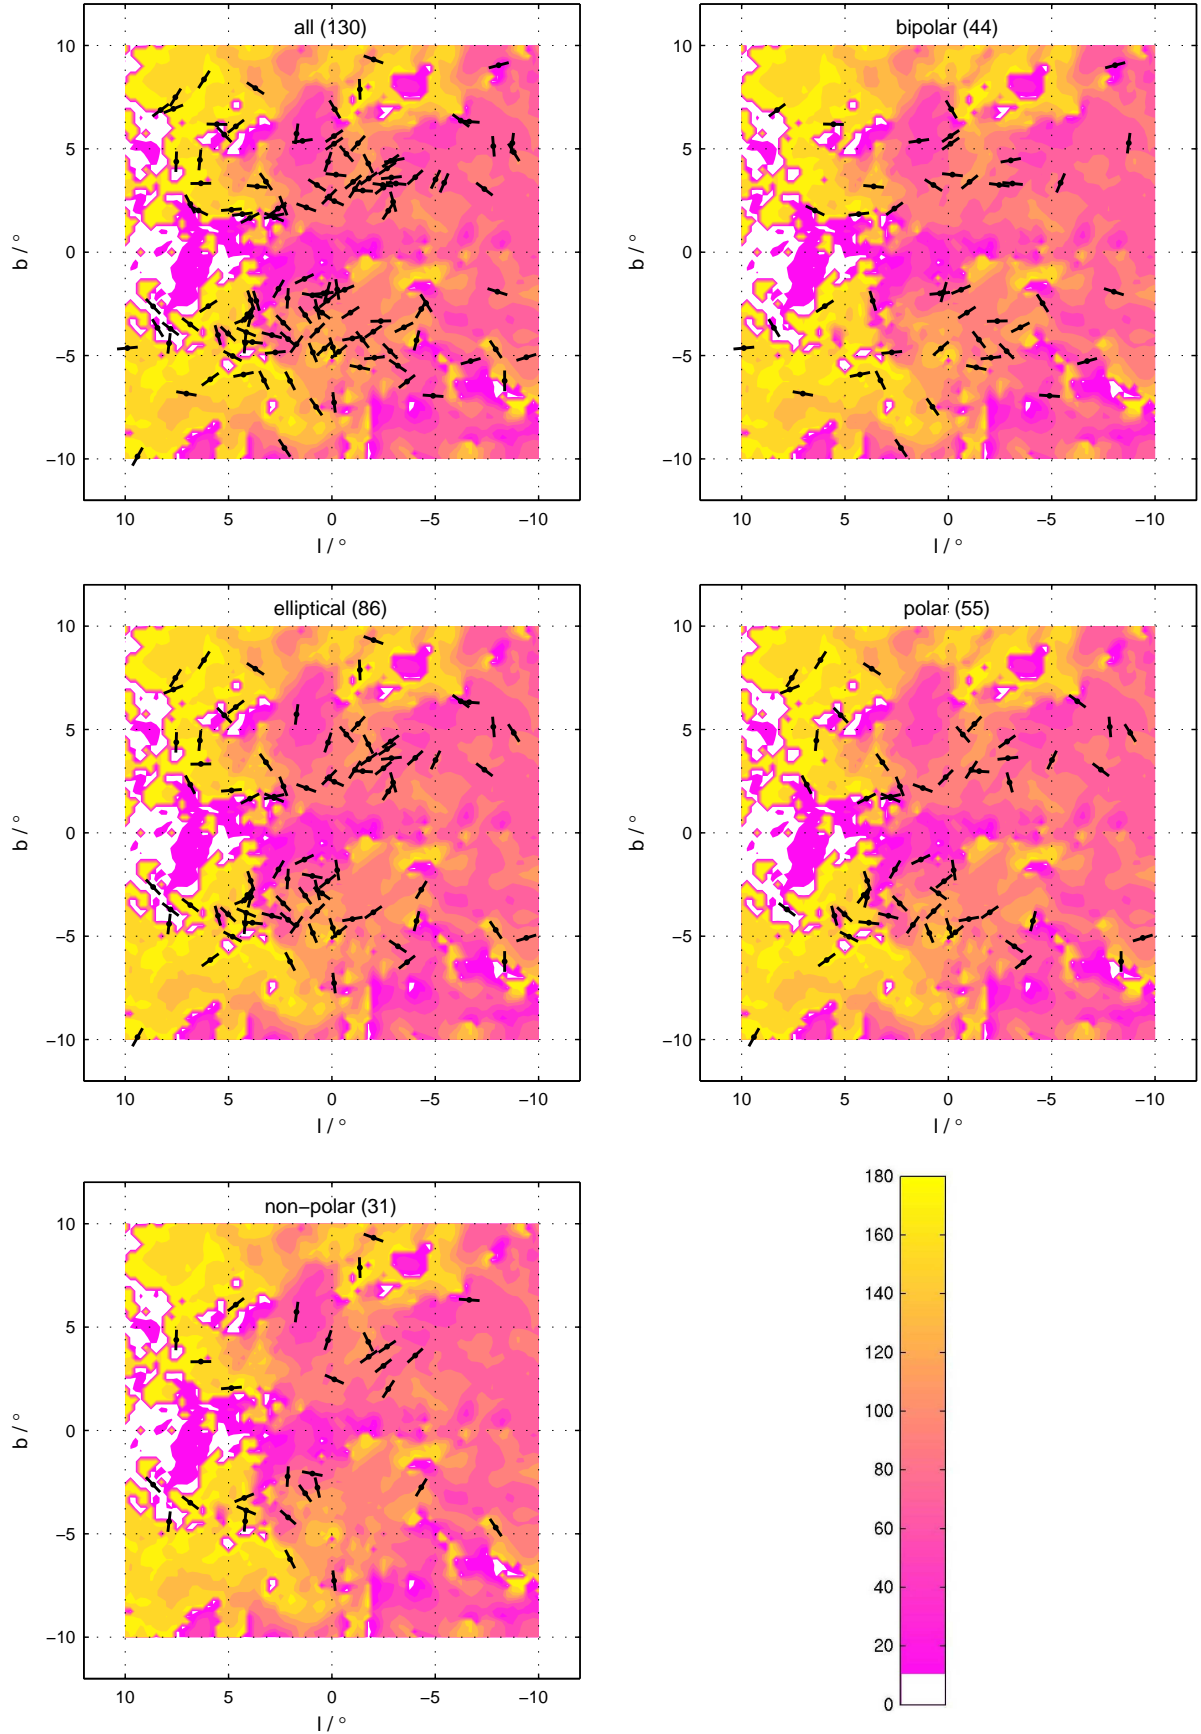 all (130)
10
5
0
−5
−10
b / °
10 5 0 −5 −10
l / °
bipolar (44)
10
5
0
−5
−10
b / °
10 5 0 −5 −10
l / °
elliptical (86)
10
5
0
−5
−10
b / °
10 5 0 −5 −10
l / °
polar (55)
10
5
0
−5
−10
b / °
10 5 0 −5 −10
l / °
non−polar (31)
10
5
0
−5
−10
b / °
10 5 0 −5 −10
l / °
180
160
140
120
100
80
60
40
20
0